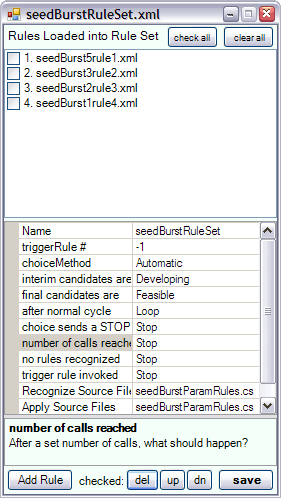 seedBurstRuleSet.xml
Rules Loaded into Rule Set check all clear all
1. seedBurst5rule1.xml
2. seedBurst3rule2.xml
3. seedBurst2rule3.xml
4. seedBurst1rule4.xml
Name seedBurstRuleSet
triggerRule # -1
choiceMethod Automatic
interim candidates are Developing
final candidates are Feasible
after normal cycle Loop
choice sends a STOP Stop
number of calls reache Stop
no rules recognized Stop
trigger rule invoked Stop
Recognize Source File seedBurstParamRules.cs
Apply Source Files seedBurstParamRules.cs
number of calls reached
After a set number of calls, what should happen?
Add Rule checked: del up dn save